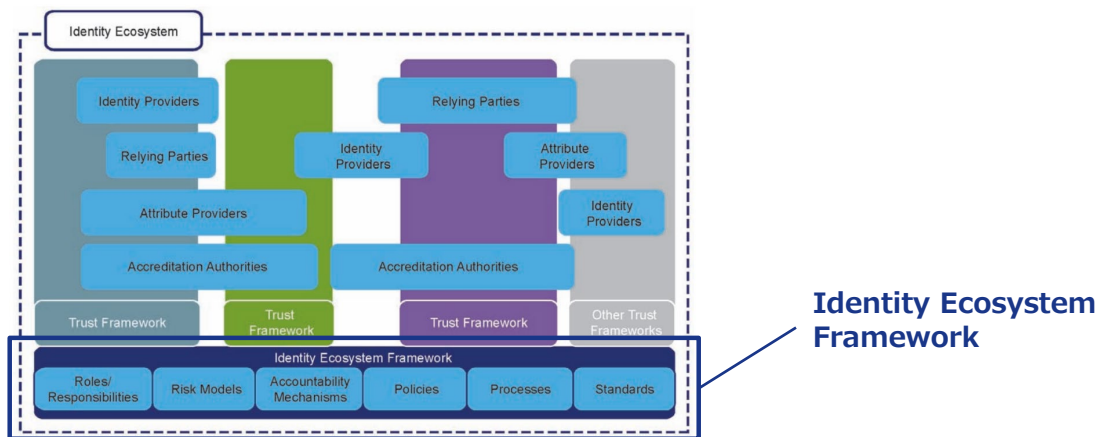 Identity Ecosystem
Identity Providers
Relying Parties
Relying Parties
Identity
Providers
Attribute
Providers
Attribute Providers
Identity
Providers
Accreditation Authorities
Accreditation Authorities
Trust Framework
Trust
Framework
Trust Framework
Other Trust
Frameworks
Identity Ecosystem Framework
Roles/
Responsibilities
Risk Models
Accountability
Mechanisms
Policies
Processes
Standards
Identity Ecosystem
Framework